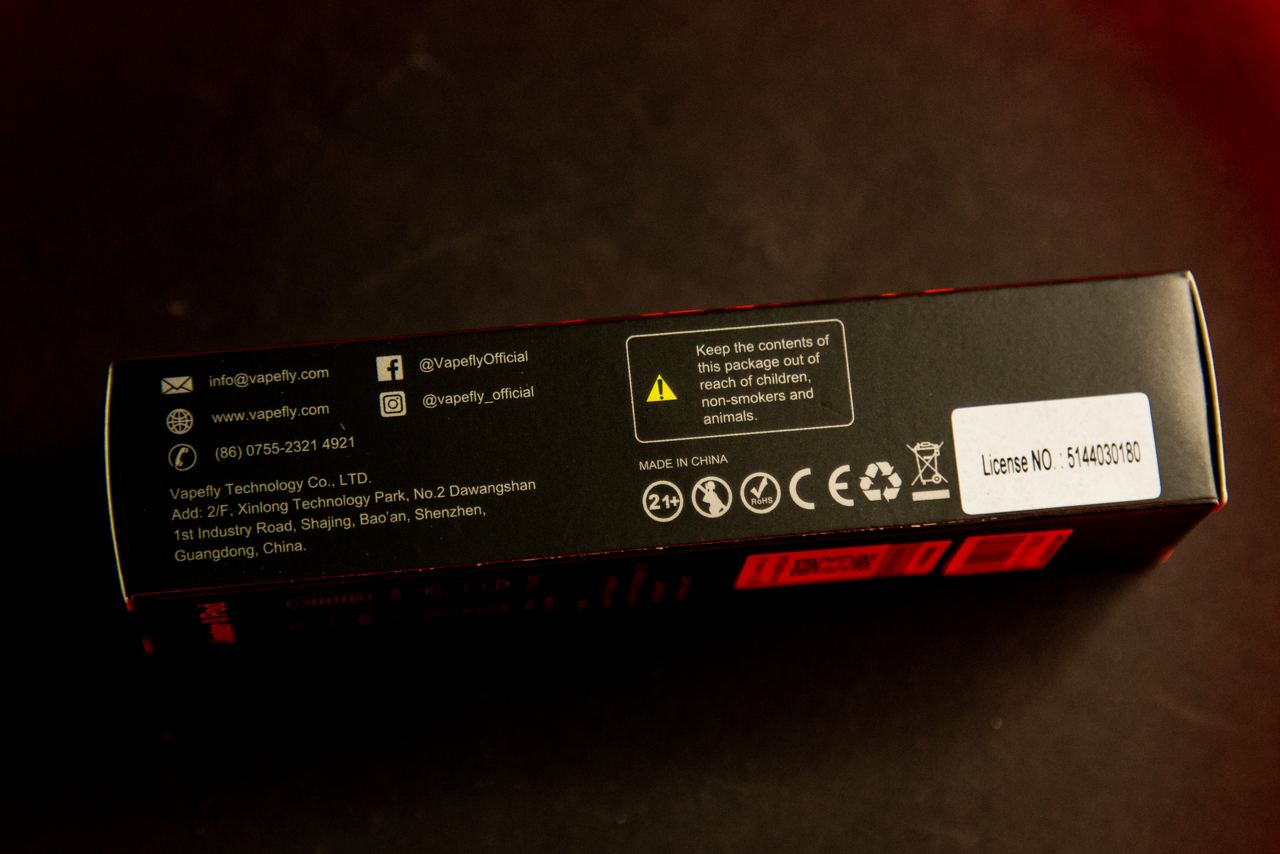 info@vapefly.com
www.vapefly.com
(86) 0755-2321 4921
@VapeflyOfficial
@vapefly_official
Vapefly Technology Co., LTD.
Add: 2/F, Xinlong Technology Park, No.2 Dawangshan
1st Industry Road, Shajing, Bao'an, Shenzhen,
Guangdong, China.
Keep the contents of
this package out of
reach of children,
non-smokers and
animals.
MADE IN CHINA
21+
RoHS
CE
License NO. : 5144030180